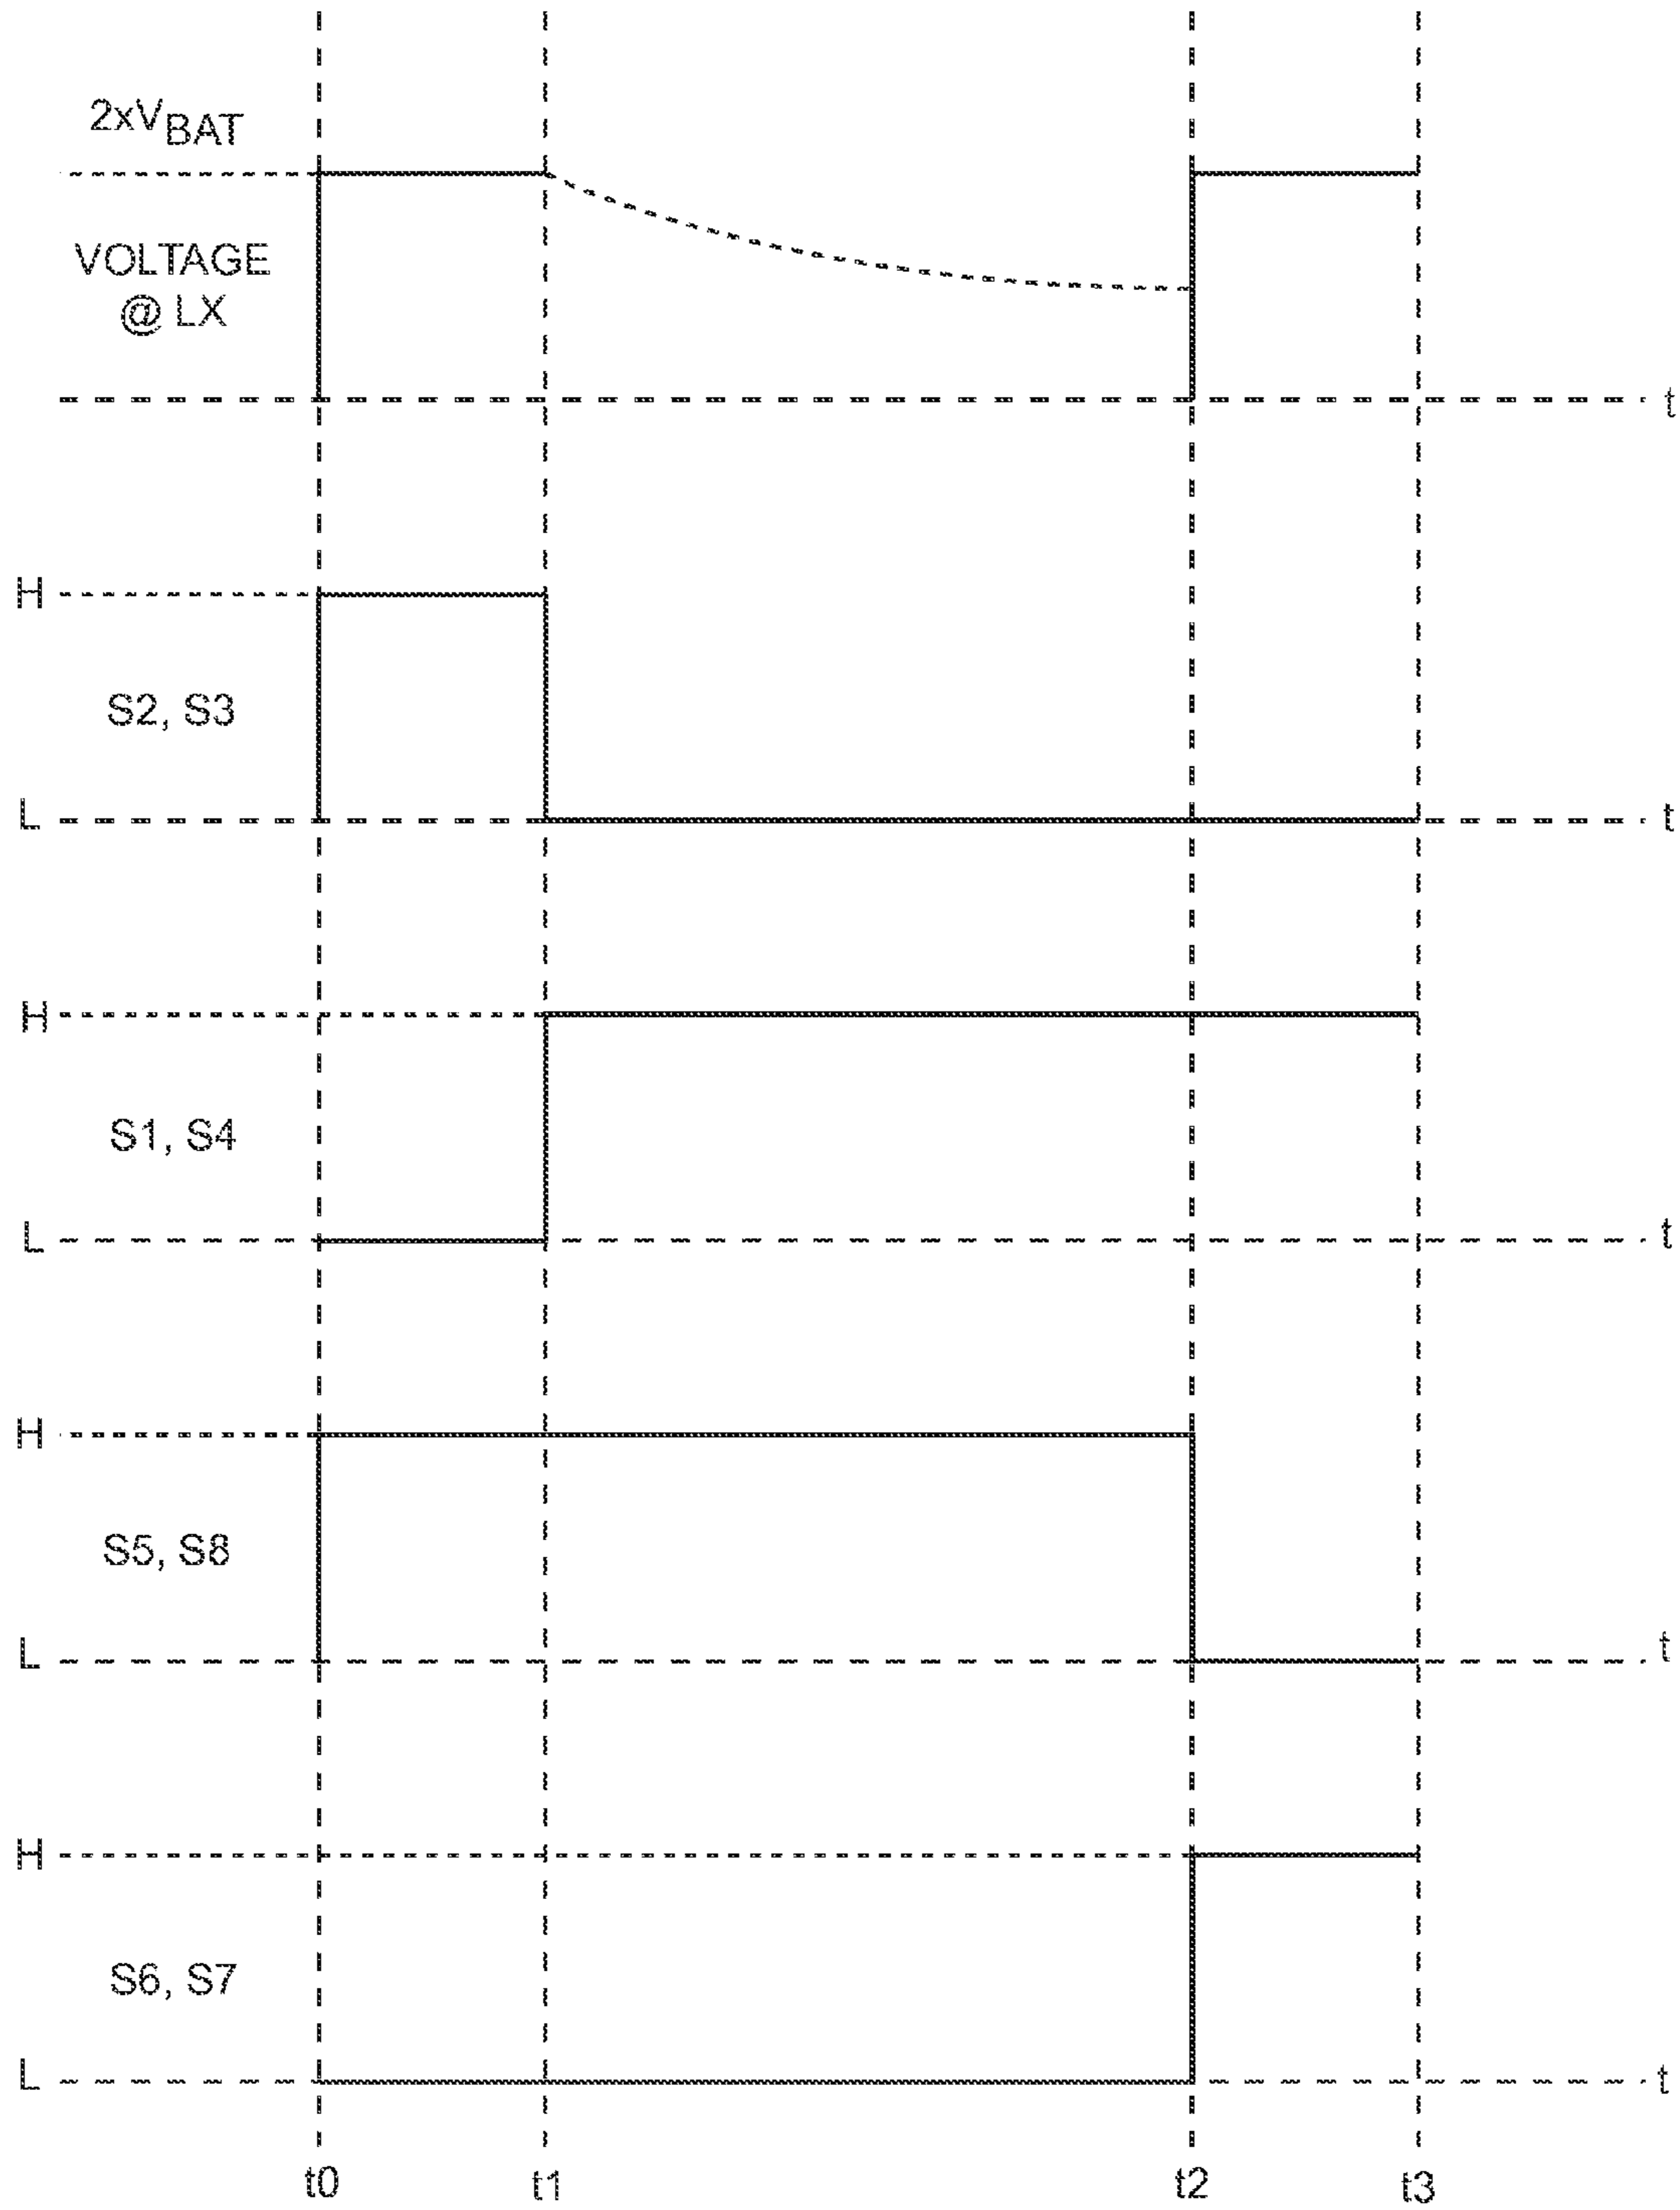 2xVBAT
VOLTAGE
@ LX
t
H
S2, S3
L
t
H
S1, S4
L
t
H
S5, S8
L
t
H
S6, S7
L
t
t0
t1
t2
t3